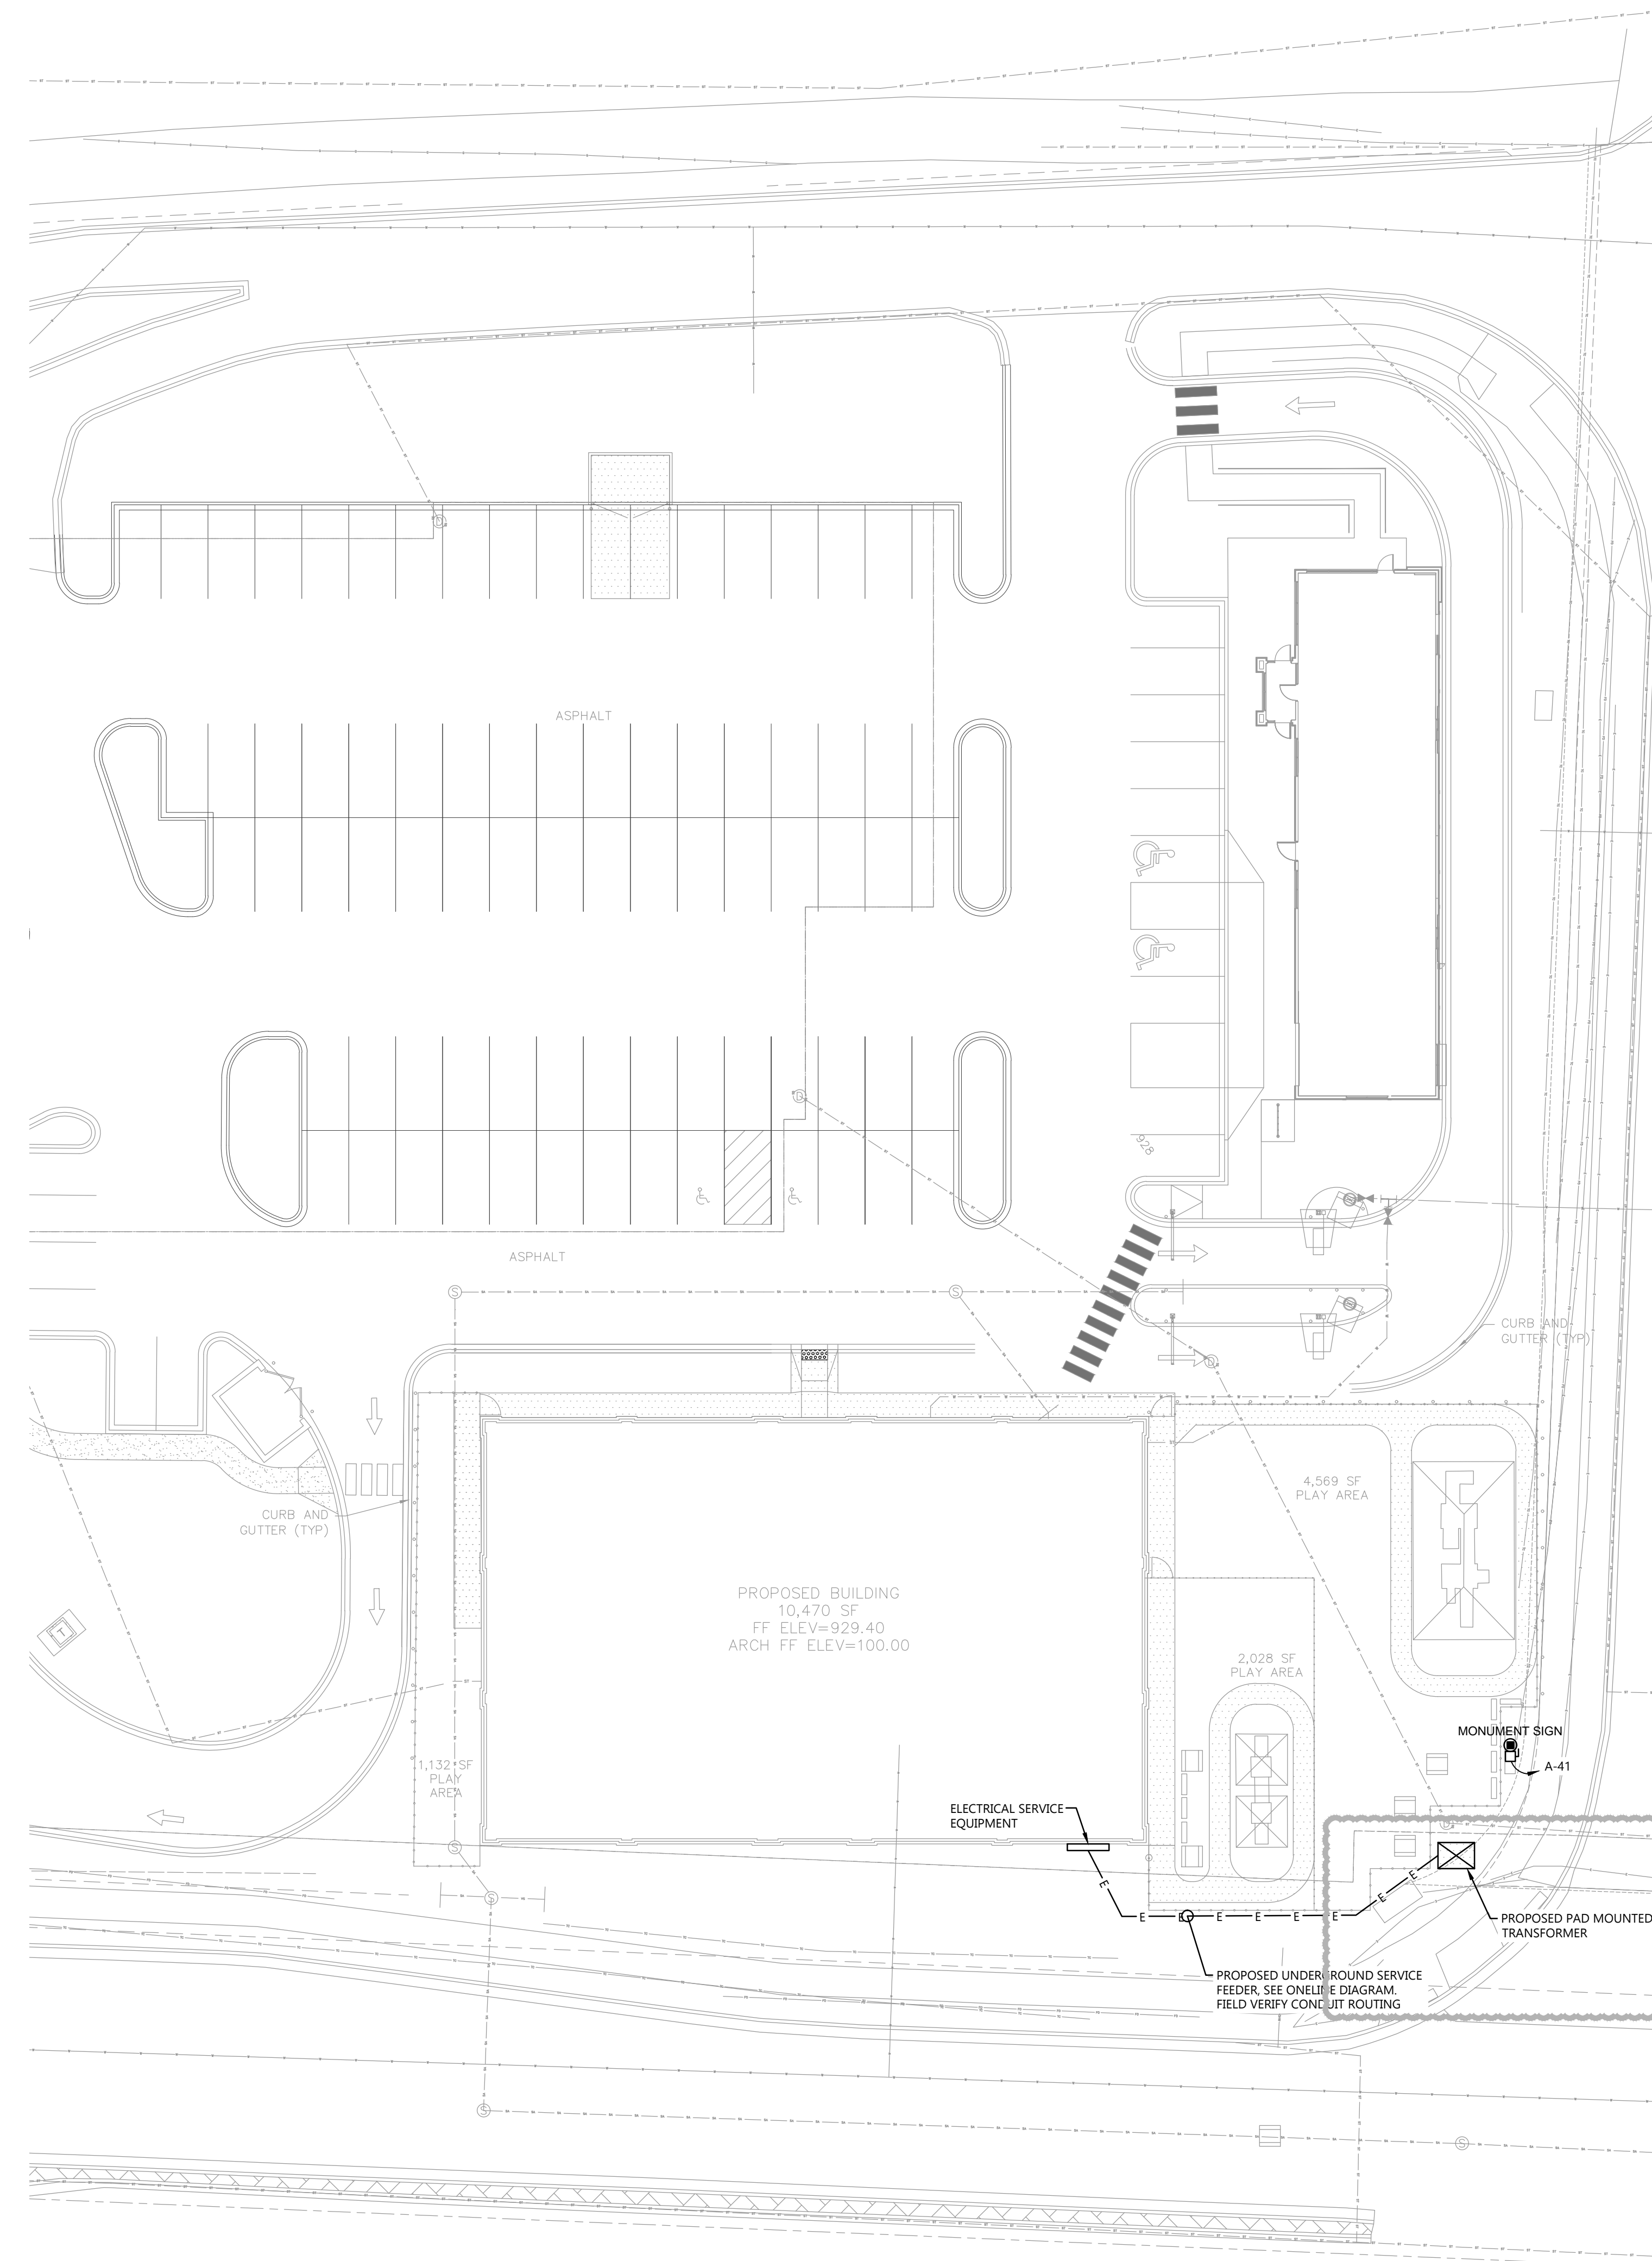 ASPHALT
928
ASPHALT
S
S
D
D
D
CURB AND
GUTTER (TYP)
CURB AND
GUTTER (TYP)
4,569 SF
PLAY AREA
PROPOSED BUILDING
10,470 SF
FF ELEV=929.40
ARCH FF ELEV=100.00
T
2,028 SF
PLAY AREA
ST
MONUMENT SIGN
A-41
1,132 SF
PLAY
AREA
ELECTRICAL SERVICE
EQUIPMENT
S
S
E
E
E
E
E
E
E
E
E
PROPOSED PAD MOUNTED
TRANSFORMER
PROPOSED UNDERGROUND SERVICE
FEEDER, SEE ONELINE DIAGRAM.
FIELD VERIFY CONDUIT ROUTING
S
S